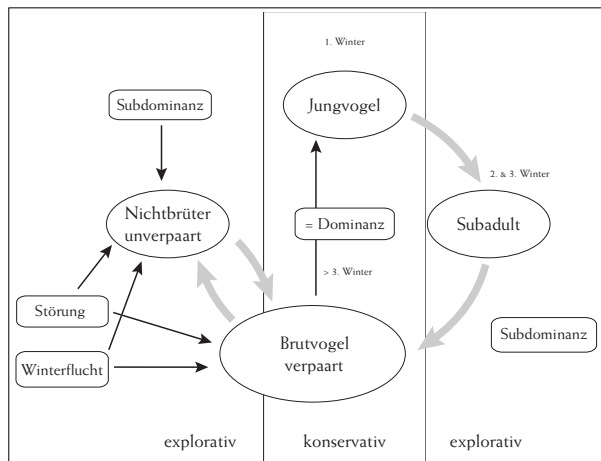 1. Winter
Jungvogel
Subdominanz
2. & 3. Winter
Nichtbrüter
unverpaart
= Dominanz
Subadult
> 3. Winter
Störung
Brutvogel
verpaart
Subdominanz
Winterflucht
explorativ
konservativ
explorativ